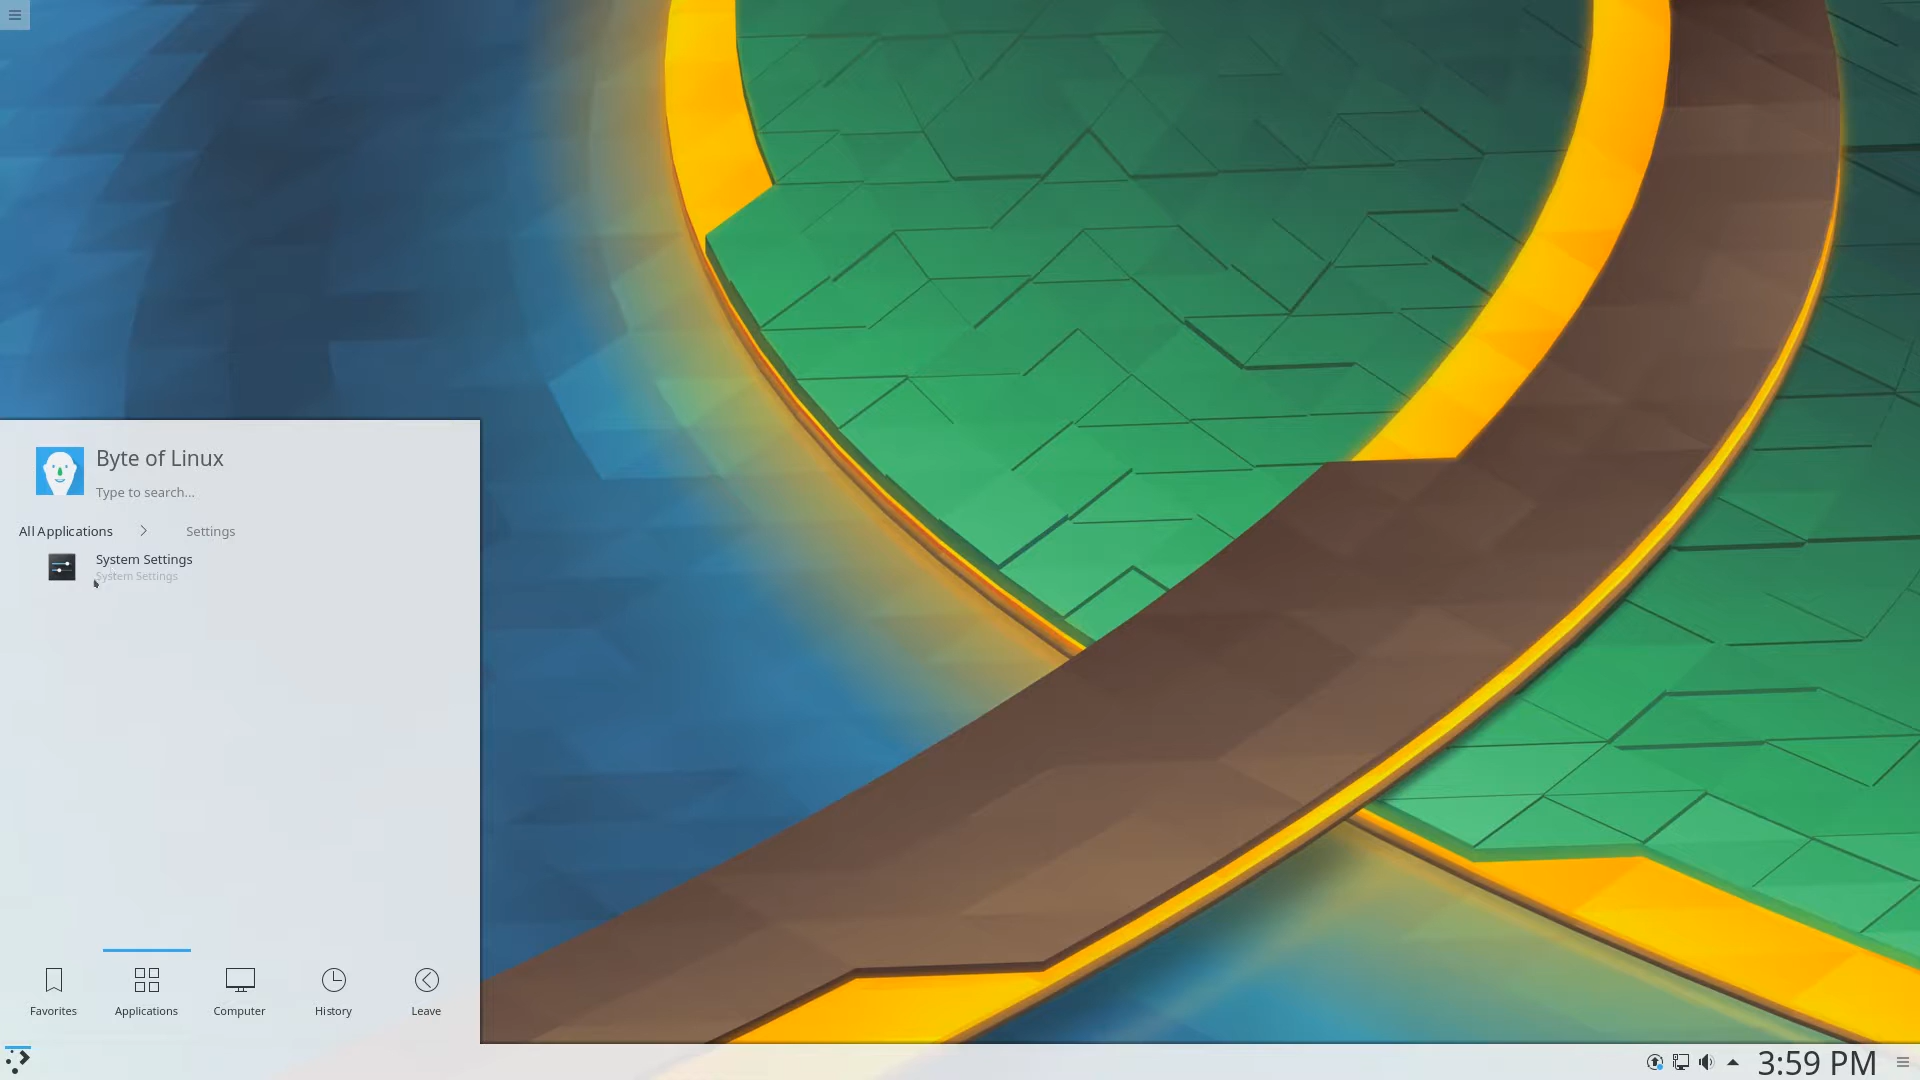 Byte of Linux
Type to search...
All Applications
Settings
System Settings
System Settings
Favorites
Applications
Computer
History
Leave
3:59 PM